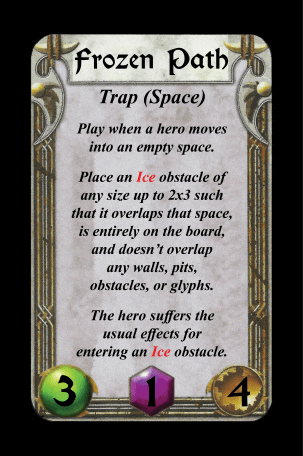 Frozen Path
Trap (Space)
Play when a hero moves
into an empty space.
Place an Ice obstacle of
any size up to 2x3 such
that it overlaps that space,
is entirely on the board,
and doesn't overlap
any walls, pits,
obstacles, or glyphs.
The hero suffers the
usual effects for
entering an Ice obstacle.
3 1 4